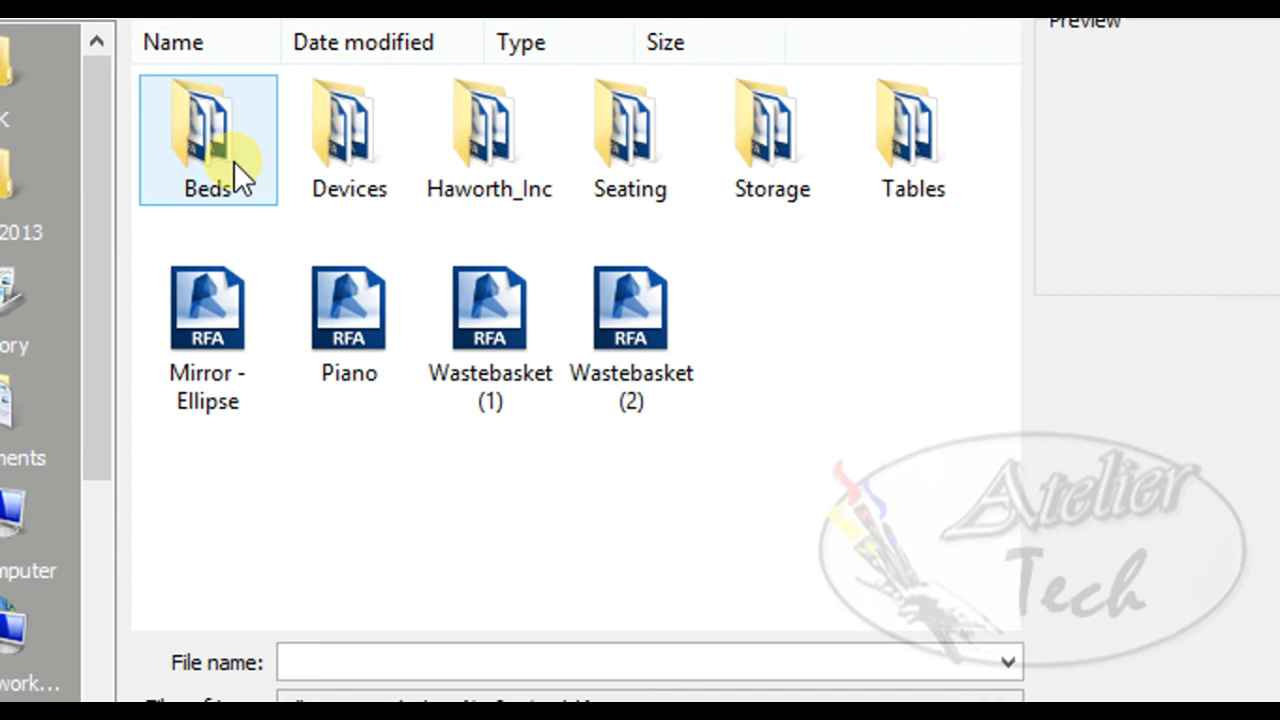 Preview
Name Date modified Type Size
Beds Devices Haworth_Inc Seating Storage Tables
K
2013
RFA RFA RFA RFA
Mirror - Piano Wastebasket Wastebasket
Ellipse (1) (2)
ory
ments
mputer
work...
Atelier
Tech
File name: